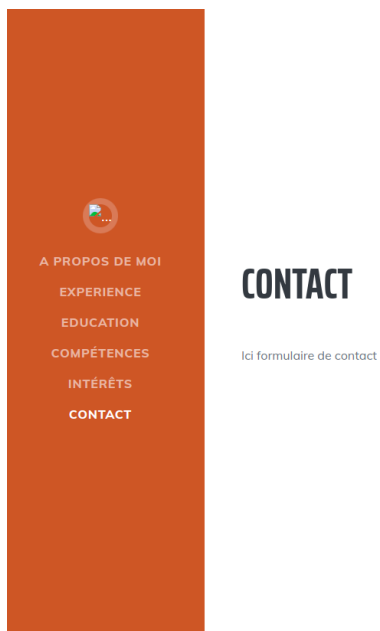 ...
A PROPOS DE MOI
EXPERIENCE
EDUCATION
COMPÉTENCES
INTÉRÊTS
CONTACT
CONTACT
Ici formulaire de contact